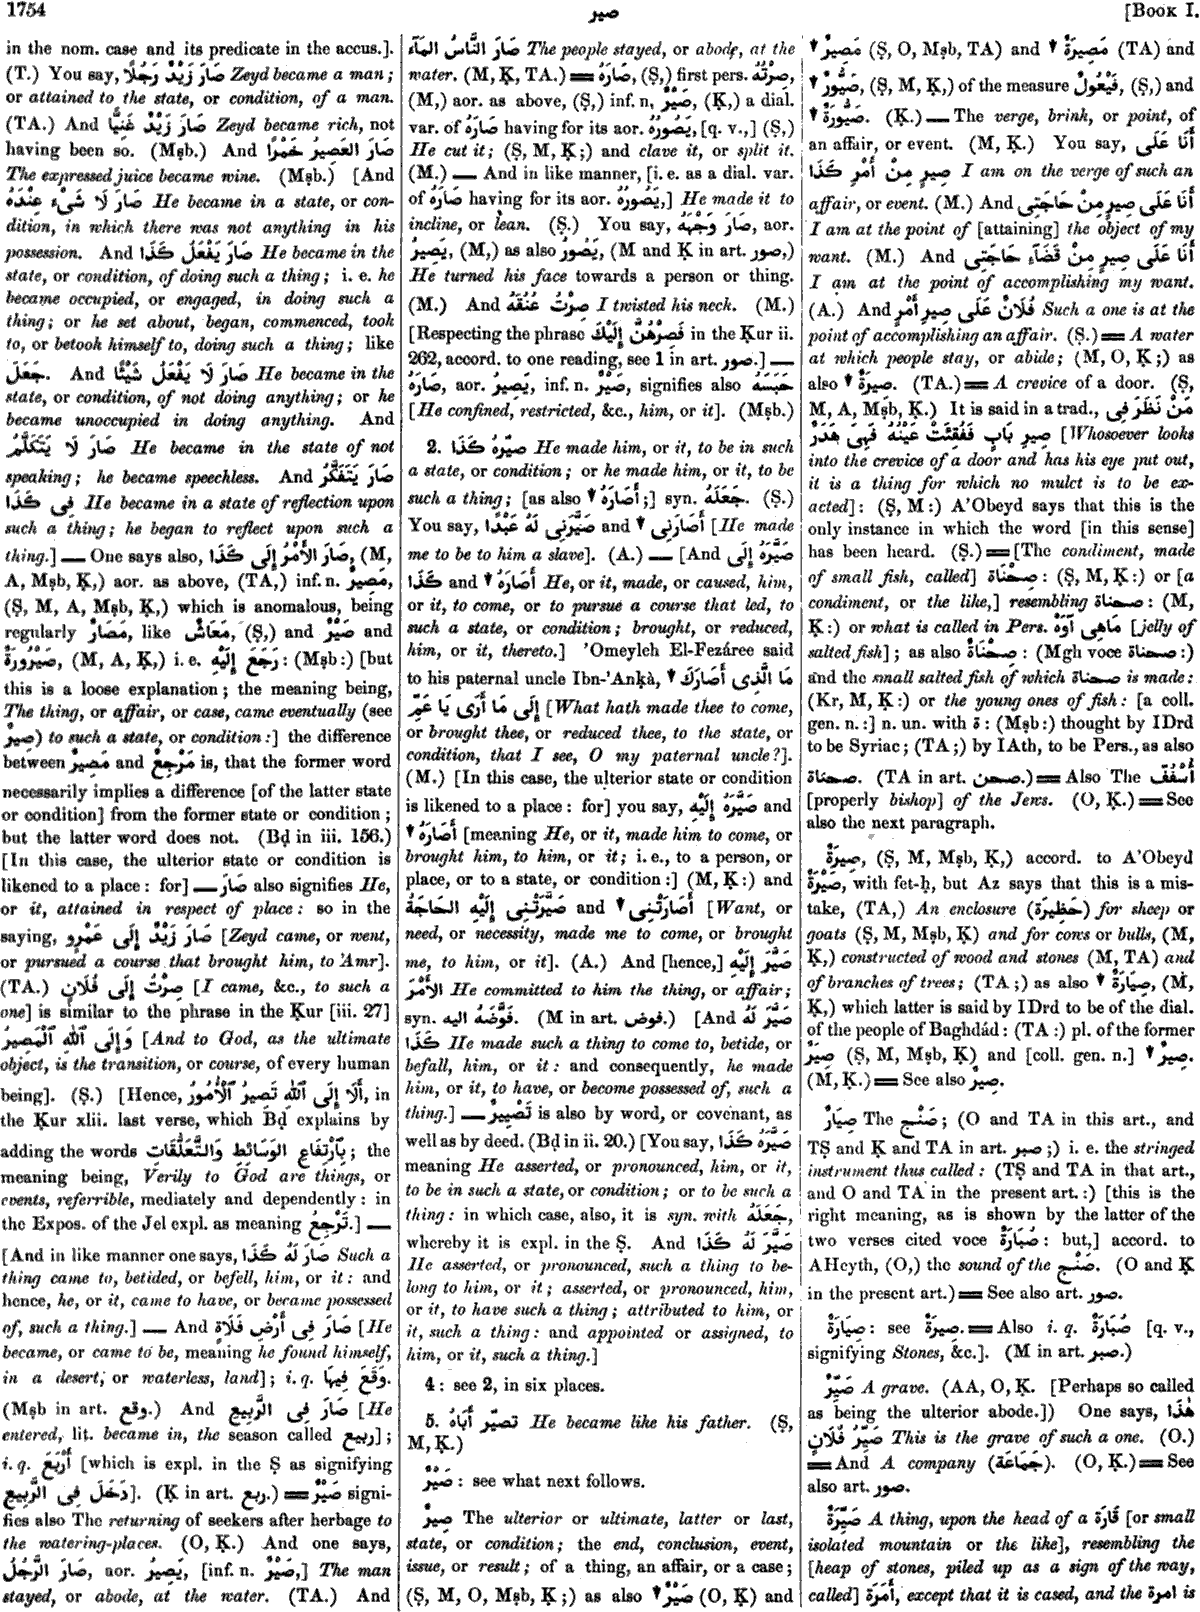 1754
صير
[BOOK I.
in the nom. case and its predicate in the accus.].
(T.) You say, صَارَ زَيْدٌ رَجُلًا Zeyd became a man;
or attained to the state, or condition, of a man.
(TA.) And صَارَ زَيْدٌ غَنِيًّا Zeyd became rich, not
having been so. (Mṣb.) And صَارَ العَصِيرُ خَمْرًا
The expressed juice became wine. (Mṣb.) [And
صَارَ لَا شَىْءَ عِنْدَهُ He became in a state, or con-
dition, in which there was not anything in his
possession. And صَارَ يَفْعَلُ كَذَا He became in the
state, or condition, of doing such a thing; i. e. he
became occupied, or engaged, in doing such a
thing; or he set about, began, commenced, took
to, or betook himself to, doing such a thing; like
جَعَلَ. And صَارَ لَا يَفْعَلُ شَيْئًا He became in the
state, or condition, of not doing anything; or he
became unoccupied in doing anything. And
صَارَ لَا يَتَكَلَّمُ He became in the state of not
speaking; he became speechless. And صَارَ يَتَفَكَّرُ
فِى كَذَا He became in a state of reflection upon
such a thing; he began to reflect upon such a
thing.] — One says also, صَارَ الأَمْرُ إِلَى كَذَا, (M,
A, Mṣb, Ḳ,) aor. as above, (TA,) inf. n. مَصِيرٌ,
(Ṣ, M, A, Mṣb, Ḳ,) which is anomalous, being
regularly مَصَارٌ, like مَعَاشٌ, (Ṣ,) and صَيْرٌ and
صَيْرُورَةٌ, (M, A, Ḳ,) i. e. رَجَعَ إِلَيْهِ: (Mṣb:) [but
this is a loose explanation; the meaning being,
The thing, or affair, or case, came eventually (see
صِيرٌ) to such a state, or condition:] the difference
between مَصِيرٌ and مَرْجِعٌ is, that the former word
necessarily implies a difference [of the latter state
or condition] from the former state or condition;
but the latter word does not. (Bḍ in iii. 156.)
[In this case, the ulterior state or condition is
likened to a place: for] — صَارَ also signifies He,
or it, attained in respect of place: so in the
saying, صَارَ زَيْدٌ إِلَى عَمْرٍو [Zeyd came, or went,
or pursued a course that brought him, to 'Amr].
(TA.) صِرْتُ إِلَى فُلَانٍ [I came, &c., to such a
one] is similar to the phrase in the Ḳur [iii. 27]
وَإِلَى ٱللّٰهِ ٱلْمَصِيرُ [And to God, as the ultimate
object, is the transition, or course, of every human
being]. (Ṣ.) [Hence, أَلَا إِلَى ٱللّٰهِ تَصِيرُ ٱلْأُمُورُ, in
the Ḳur xlii. last verse, which Bḍ explains by
adding the words بِٱرْتِفَاعِ الوَسَائِطِ وَالتَّعَلُّقَاتِ; the
meaning being, Verily to God are things, or
events, referrible, mediately and dependently: in
the Expos. of the Jel expl. as meaning تَرْجِعُ.] —
[And in like manner one says, صَارَ لَهُ كَذَا Such a
thing came to, betided, or befell, him, or it: and
hence, he, or it, came to have, or became possessed
of, such a thing.] — And صَارَ فِى أَرْضِ فَلَاةٍ [He
became, or came to be, meaning he found himself,
in a desert, or waterless, land]; i. q. وَقَعَ فِيهَا.
(Mṣb in art. وقع.) And صَارَ فِى الرَّبِيعِ [He
entered, lit. became in, the season called رَبِيع];
i. q. أَرْبَعَ [which is expl. in the Ṣ as signifying
دَخَلَ فِى الرَّبِيعِ]. (Ḳ in art. ربع.) ═ صَيْرٌ signi-
fies also The returning of seekers after herbage to
the watering-places. (O, Ḳ.) And one says,
صَارَ الرَّجُلُ, aor. يَصِيرُ, [inf. n. صَيْرٌ,] The man
stayed, or abode, at the water. (TA.) And
صَارَ النَّاسُ المَآءَ The people stayed, or abode, at the
water. (M, Ḳ, TA.) ═ صَارَهُ, (Ṣ,) first pers. صِرْتُهُ,
(M,) aor. as above, (Ṣ,) inf. n. صَيْرٌ, (Ḳ,) a dial.
var. of صَارَهُ having for its aor. يَصُورُهُ, [q. v.,] (Ṣ,)
He cut it; (Ṣ, M, Ḳ;) and clave it, or split it.
(M.) — And in like manner, [i. e. as a dial. var.
of صَارَهُ having for its aor. يَصُورُهُ,] He made it to
incline, or lean. (Ṣ.) You say, صَارَ وَجْهَهُ, aor.
يَصِيرُ, (M,) as also يَصُورُ, (M and Ḳ in art. صور,)
He turned his face towards a person or thing.
(M.) And صِرْتُ عُنُقَهُ I twisted his neck. (M.)
[Respecting the phrase فَصِرْهُنَّ إِلَيْكَ in the Ḳur ii.
262, accord. to one reading, see 1 in art. صور.] —
صَارَهُ, aor. يَصِيرُ, inf. n. صَيْرٌ, signifies also حَبَسَهُ
[He confined, restricted, &c., him, or it]. (Mṣb.)
2. صيّرهُ كَذَا He made him, or it, to be in such
a state, or condition; or he made him, or it, to be
such a thing; [as also ▼ أَصَارَهُ;] syn. جَعَلَهُ. (Ṣ.)
You say, صَيَّرَنِى لَهُ عَبْدًا and ▼ أَصَارَنِى [He made
me to be to him a slave]. (A.) — [And صَيَّرَهُ إِلَى
كَذَا and ▼ أَصَارَهُ He, or it, made, or caused, him,
or it, to come, or to pursue a course that led, to
such a state, or condition; brought, or reduced,
him, or it, thereto.] 'Omeyleh El-Fezáree said
to his paternal uncle Ibn-'Anḳà, ▼ مَا الَّذِى أَصَارَكَ
إِلَى مَا أَرَى يَا عَمِّ [What hath made thee to come,
or brought thee, or reduced thee, to the state, or
condition, that I see, O my paternal uncle?].
(M.) [In this case, the ulterior state or condition
is likened to a place: for] you say, صَيَّرَهُ إِلَيْهِ and
▼ أَصَارَهُ [meaning He, or it, made him to come, or
brought him, to him, or it; i. e., to a person, or
place, or to a state, or condition:] (M, Ḳ:) and
صَيَّرَتْنِى إِلَيْهِ الحَاجَةُ and ▼ أَصَارَتْنِى [Want, or
need, or necessity, made me to come, or brought
me, to him, or it]. (A.) And [hence,] صَيَّرَ إِلَيْهِ
الأَمْرَ He committed to him the thing, or affair;
syn. فَوَّضَهُ اليه. (M in art. فوض.) [And صَيَّرَ لَهُ
كَذَا He made such a thing to come to, betide, or
befall, him, or it: and consequently, he made
him, or it, to have, or become possessed of, such a
thing.] — تَصْيِيرٌ is also by word, or covenant, as
well as by deed. (Bḍ in ii. 20.) [You say, صَيَّرَهُ كَذَا
meaning He asserted, or pronounced, him, or it,
to be in such a state, or condition; or to be such a
thing: in which case, also, it is syn. with جَعَلَهُ,
whereby it is expl. in the Ṣ. And صَيَّرَ لَهُ كَذَا
He asserted, or pronounced, such a thing to be-
long to him, or it; asserted, or pronounced, him,
or it, to have such a thing; attributed to him, or
it, such a thing: and appointed or assigned, to
him, or it, such a thing.]
4: see 2, in six places.
5. تصيّر أَبَاهُ He became like his father. (Ṣ,
M, Ḳ.)
صَيْرٌ: see what next follows.
صِيرٌ The ulterior or ultimate, latter or last,
state, or condition; the end, conclusion, event,
issue, or result; of a thing, an affair, or a case;
(Ṣ, M, O, Mṣb, Ḳ;) as also ▼ صَيْرٌ (O, Ḳ) and
▼ مَصِيرٌ (Ṣ, O, Mṣb, TA) and ▼ مَصِيرَةٌ (TA) and
▼ صَيُّورٌ, (Ṣ, M, Ḳ,) of the measure فَيْعُولٌ, (Ṣ,) and
▼ صَيُّورَةٌ. (Ḳ.) — The verge, brink, or point, of
an affair, or event. (M, Ḳ.) You say, أَنَا عَلَى
صِيرٍ مِنْ أَمْرِ كَذَا I am on the verge of such an
affair, or event. (M.) And أَنَا عَلَى صِيرٍ مِنْ حَاجَتِى
I am at the point of [attaining] the object of my
want. (M.) And أَنَا عَلَى صِيرٍ مِنْ قَضَآءِ حَاجَتِى
I am at the point of accomplishing my want.
(A.) And فُلَانٌ عَلَى صِيرِ أَمْرٍ Such a one is at the
point of accomplishing an affair. (Ṣ.) ═ A water
at which people stay, or abide; (M, O, Ḳ;) as
also ▼ صِيرَةٌ. (TA.) ═ A crevice of a door. (Ṣ,
M, A, Mṣb, Ḳ.) It is said in a trad., مَنْ نَظَرَ فِى
صِيرِ بَابٍ فَفُقِئَتْ عَيْنُهُ فَهِىَ هَدَرٌ [Whosoever looks
into the crevice of a door and has his eye put out,
it is a thing for which no mulct is to be ex-
acted]: (Ṣ, M:) A'Obeyd says that this is the
only instance in which the word [in this sense]
has been heard. (Ṣ.) ═ [The condiment, made
of small fish, called] صَحْنَاة: (Ṣ, M, Ḳ:) or [a
condiment, or the like,] resembling صحناة: (M,
Ḳ:) or what is called in Pers. مَاهِى آوَهْ [jelly of
salted fish]; as also صَحْنَاةٌ: (Mgh voce صحناة:)
and the small salted fish of which صحناة is made:
(Kr, M, Ḳ:) or the young ones of fish: [a coll.
gen. n.:] n. un. with ة: (Mṣb:) thought by IDrd
to be Syriac; (TA;) by IAth, to be Pers., as also
صحناة. (TA in art. صحن.) ═ Also The أُسْقُفّ
[properly bishop] of the Jews. (O, Ḳ.) ═ See
also the next paragraph.
صِيرَةٌ, (Ṣ, M, Mṣb, Ḳ,) accord. to A'Obeyd
صَيْرَةٌ, with fet-ḥ, but Az says that this is a mis-
take, (TA,) An enclosure (حَظِيرَة) for sheep or
goats (Ṣ, M, Mṣb, Ḳ) and for cows or bulls, (M,
Ḳ,) constructed of wood and stones (M, TA) and
of branches of trees; (TA;) as also ▼ صِيَارَةٌ, (M,
Ḳ,) which latter is said by IDrd to be of the dial.
of the people of Baghdád: (TA:) pl. of the former
صِيَرٌ (Ṣ, M, Mṣb, Ḳ) and [coll. gen. n.] ▼ صِيرٌ.
(M, Ḳ.) ═ See also صِيرٌ.
صِيَارٌ The صَنْج; (O and TA in this art., and
TṢ and Ḳ and TA in art. صبر;) i. e. the stringed
instrument thus called: (TṢ and TA in that art.,
and O and TA in the present art.:) [this is the
right meaning, as is shown by the latter of the
two verses cited voce صُبَارَةٌ: but,] accord. to
AHeyth, (O,) the sound of the صَنْج. (O and Ḳ
in the present art.) ═ See also art. صور.
صِيَارَةٌ: see صِيرَةٌ. ═ Also i. q. صُبَارَةٌ [q. v.,
signifying Stones, &c.]. (M in art. صبر.)
صَيِّرٌ A grave. (AA, O, Ḳ. [Perhaps so called
as being the ulterior abode.]) One says, هٰذَا
صَيِّرُ فُلَانٍ This is the grave of such a one. (O.)
═ And A company (جَمَاعَة). (O, Ḳ.) ═ See
also art. صور.
صَيِّرَةٌ A thing, upon the head of a قَارَة [or small
isolated mountain or the like], resembling the
[heap of stones, piled up as a sign of the way,
called] أَمَرَة, except that it is cased, and the امرة is